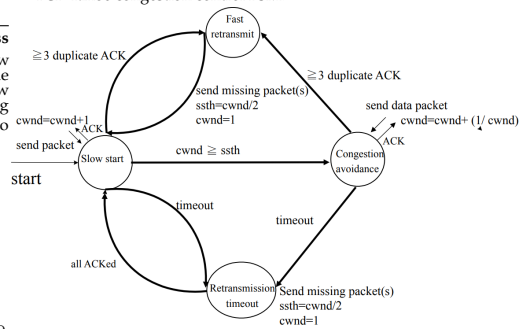 Fast
retransmit
≧3 duplicate ACK
≧3 duplicate ACK
send missing packet(s)
ssth=cwnd/2
cwnd=1
send data packet
cwnd=cwnd+ (1/ cwnd)
ACK
cwnd=cwnd+1
ACK
send packet
Slow start
cwnd ≧ ssth
Congestion
avoidance
start
timeout
timeout
all ACKed
Retransmission
timeout
Send missing packet(s)
ssth=cwnd/2
cwnd=1